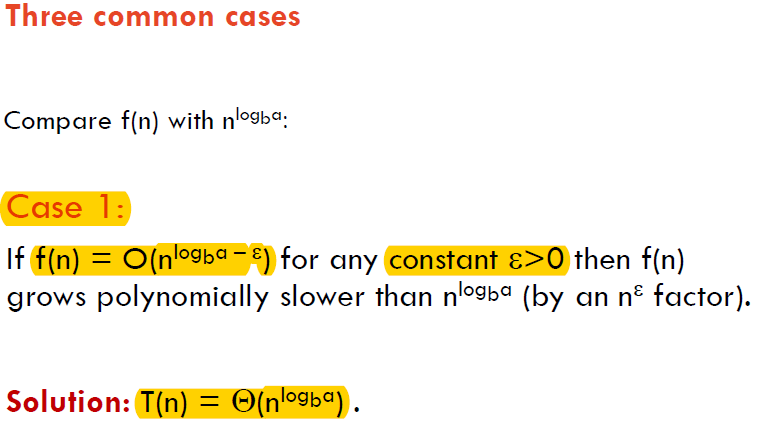 Three common cases
Compare f(n) with n^log_b a:
Case 1:
If f(n) = O(n^log_b a – ε) for any constant ε>0 then f(n)
grows polynomially slower than n^log_b a (by an n^ε factor).
Solution: T(n) = Θ(n^log_b a) .